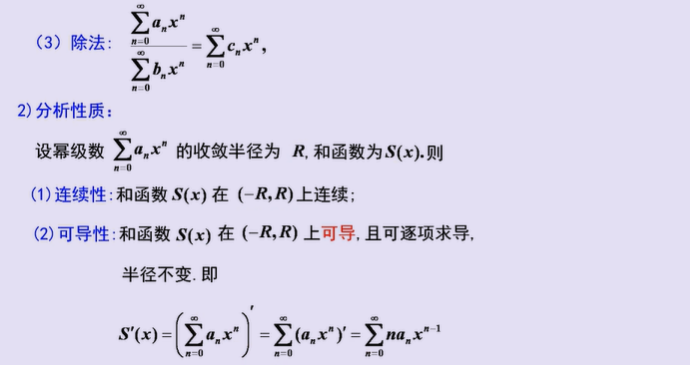 (3) 除法: \frac{\sum_{n=0}^{\infty} a_n x^n}{\sum_{n=0}^{\infty} b_n x^n} = \sum_{n=0}^{\infty} c_n x^n,
2)分析性质:
设幂级数 \sum_{n=0}^{\infty} a_n x^n 的收敛半径为 R,和函数为S(x).则
(1)连续性:和函数 S(x) 在 (-R,R)上连续;
(2)可导性:和函数 S(x) 在 (-R,R) 上可导,且可逐项求导,
半径不变.即
S'(x)=\left(\sum_{n=0}^{\infty} a_n x^n\right)' = \sum_{n=0}^{\infty} (a_n x^n)' = \sum_{n=0}^{\infty} n a_n x^{n-1}